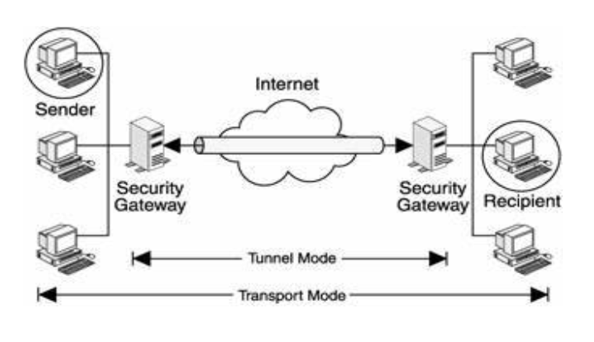 Internet
Sender
Security
Gateway
Security
Gateway
Recipient
Tunnel Mode
Transport Mode